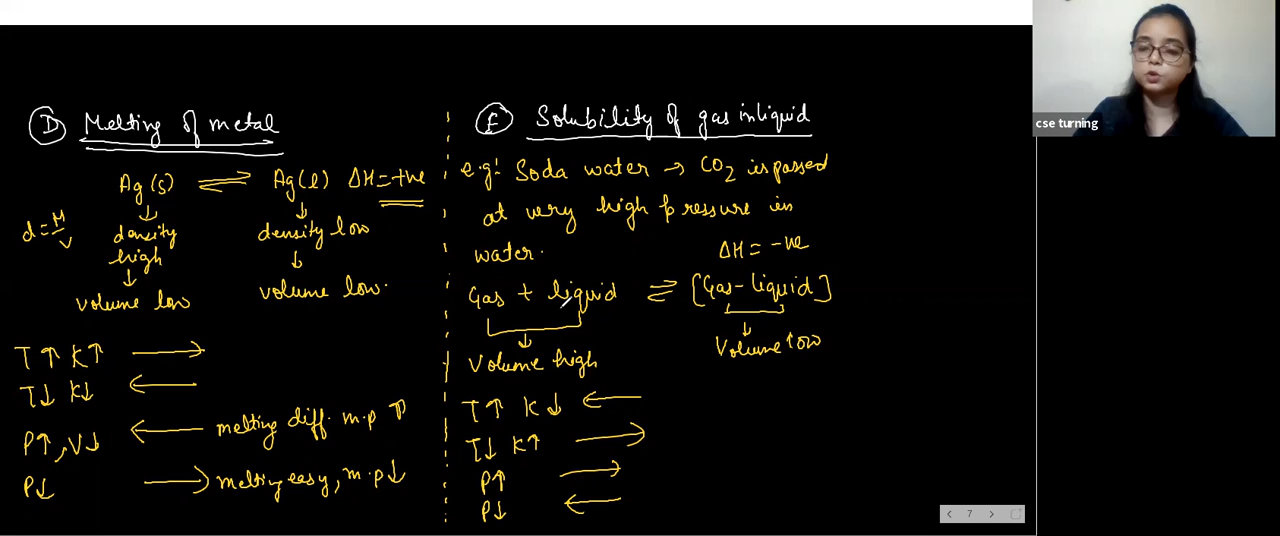 (D) Melting of metal
Ag(s) ⇌ Ag(l) ΔH=+ve
d = M/V
↓ density high
↓ density low
↓ volume low
↓ volume low.
T↑ K↑ →
T↓ K↓ ←
P↑, V↓ ← melting diff. m.p ↑
P↓ → melting easy, m.p↓
(E) Solubility of gas in liquid
e.g: Soda water → CO2 is passed
at very high pressure in
water.
ΔH = -ve
Gas + liquid ⇌ [Gas - liquid]
↓ Volume high
↓ Volume low
T↑ K↓ ←
T↓ K↑ →
P↑ →
P↓ ←
cse turning
7